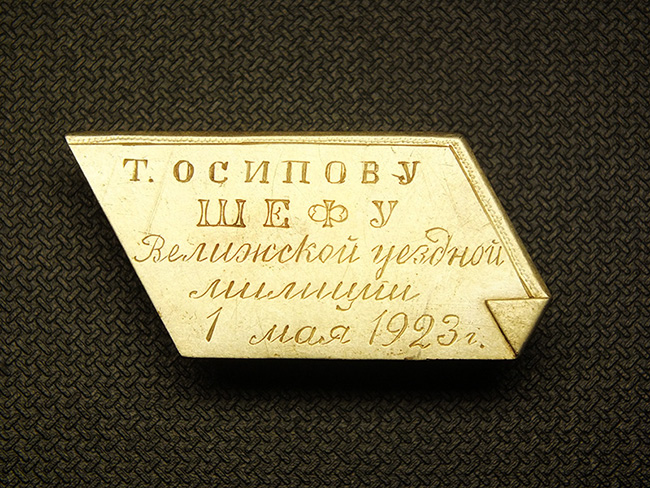 Т. ОСИПОВУ
ШЕФУ
Велижской уездной
милиции
1 мая 1923 г.